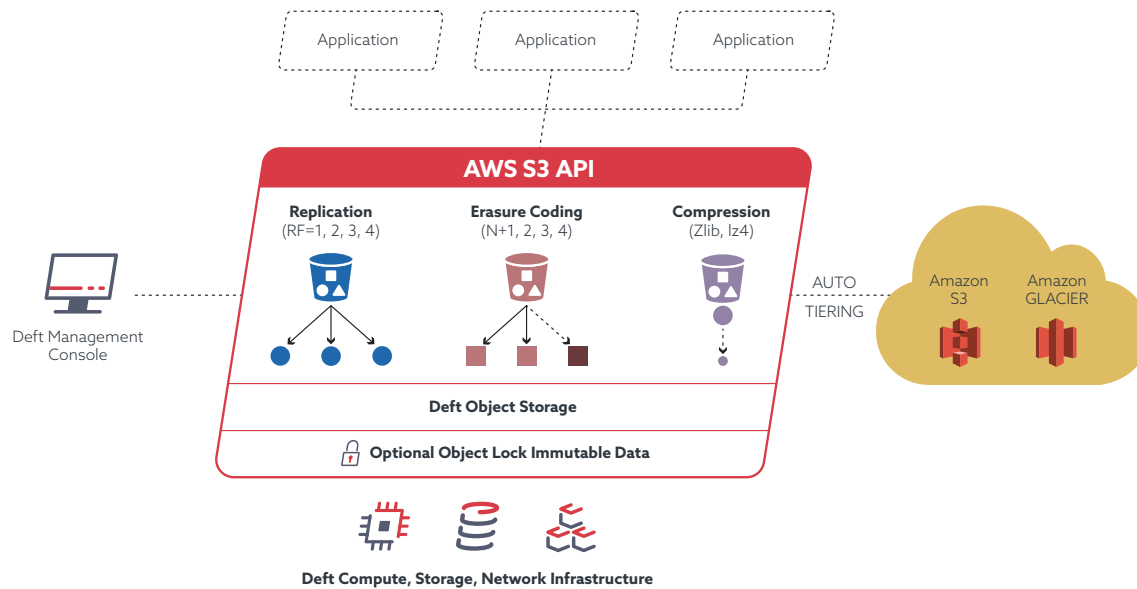 Application
Application
Application
AWS S3 API
Replication
(RF=1, 2, 3, 4)
Erasure Coding
(N+1, 2, 3, 4)
Compression
(Zlib, lz4)
Deft Management
Console
AUTO
TIERING
Amazon
S3
Amazon
GLACIER
Deft Object Storage
Optional Object Lock Immutable Data
Deft Compute, Storage, Network Infrastructure